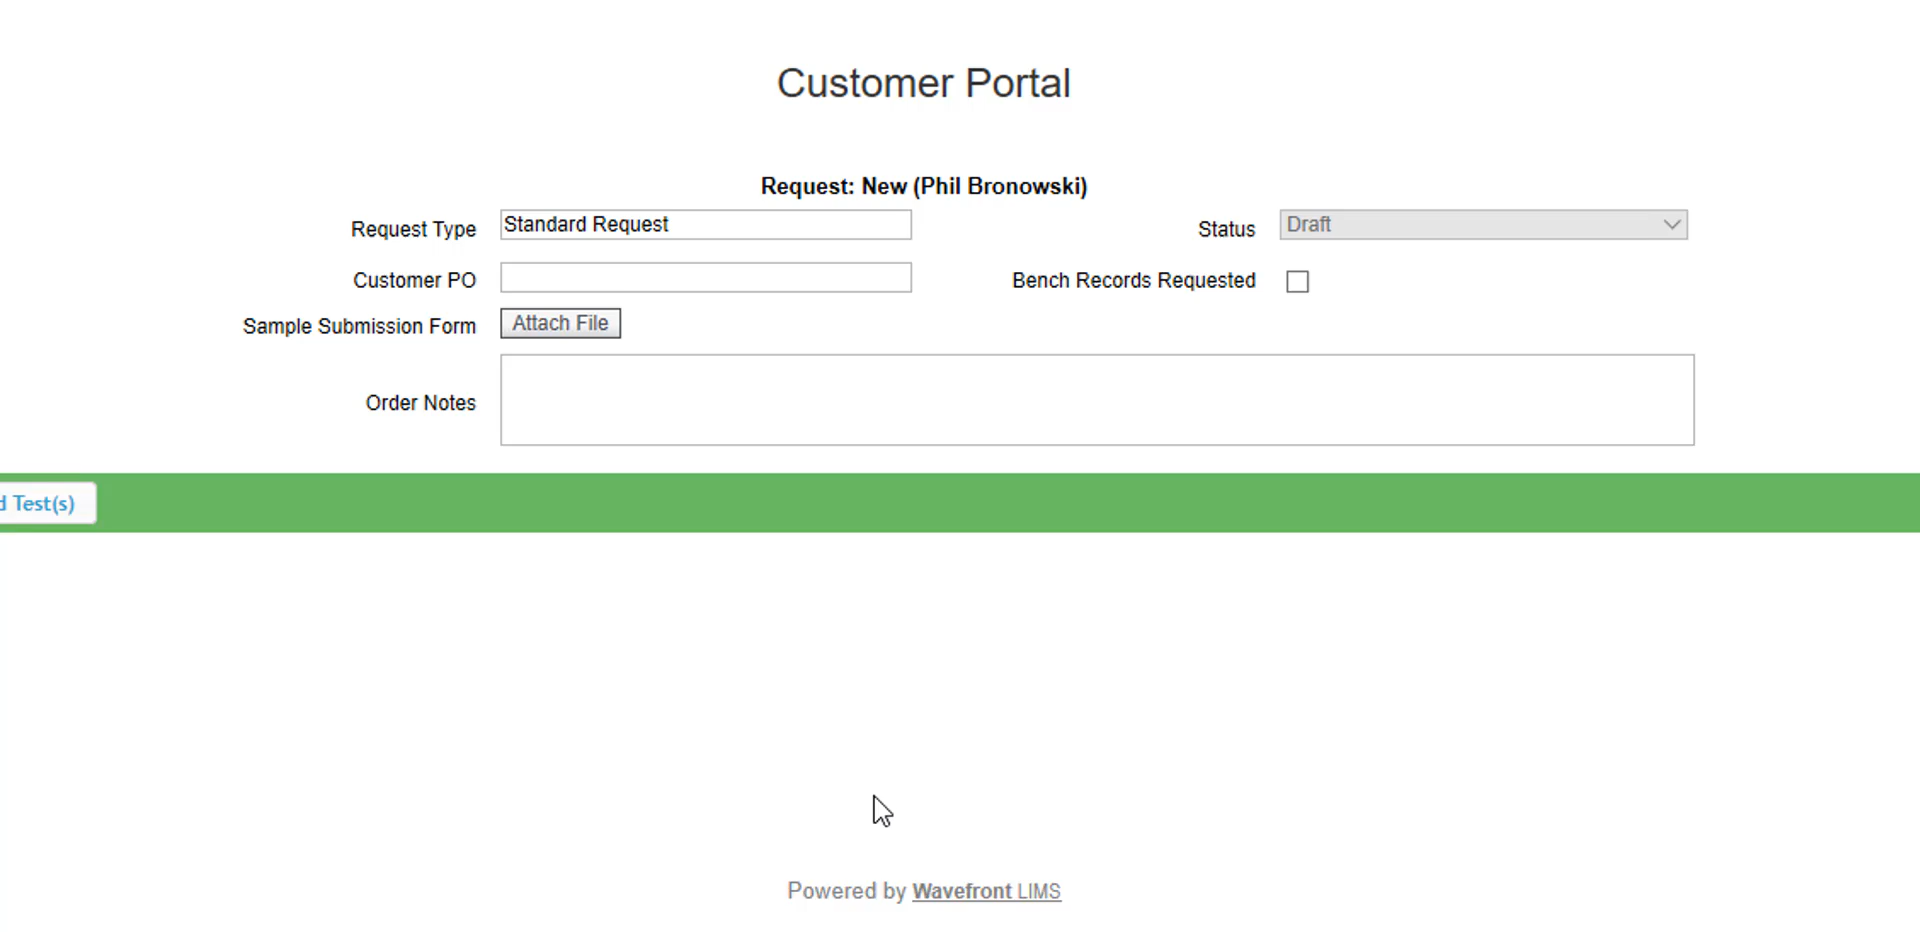 Customer Portal
Request: New (Phil Bronowski)
Request Type Standard Request Status Draft
Customer PO Bench Records Requested
Sample Submission Form Attach File
Order Notes
d Test(s)
Powered by Wavefront LIMS